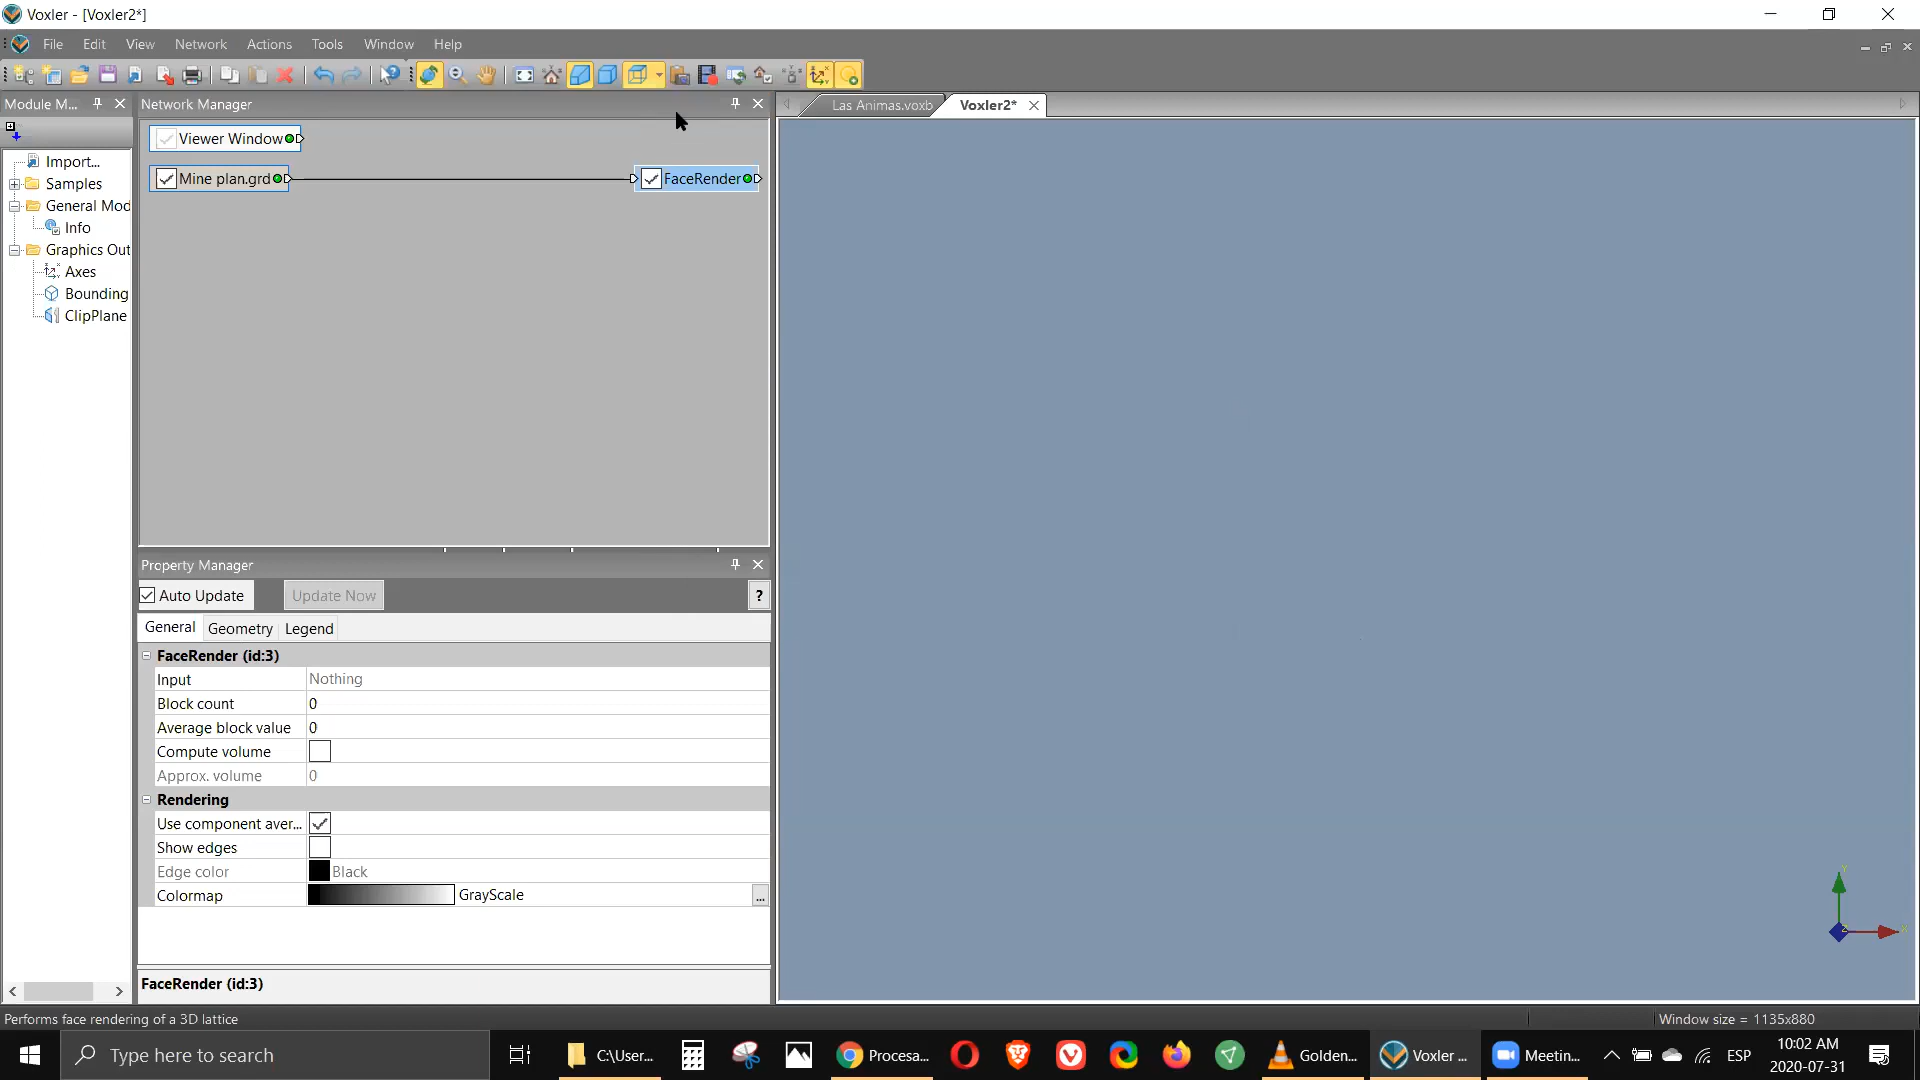 Voxler - [Voxler2*]
File Edit View Network Actions Tools Window Help
Module M... Network Manager Las Animas.voxb Voxler2*
Viewer Window
Mine plan.grd FaceRender
Import...
Samples
General Mod
Info
Graphics Out
Axes
Bounding
ClipPlane
Property Manager
Auto Update Update Now ?
General Geometry Legend
FaceRender (id:3)
Input Nothing
Block count 0
Average block value 0
Compute volume
Approx. volume 0
Rendering
Use component aver...
Show edges
Edge color Black
Colormap GrayScale ...
FaceRender (id:3)
Performs face rendering of a 3D lattice Window size = 1135x880
Type here to search C:\User... Procesa... Golden... Voxler ... Meetin... ESP 10:02 AM
2020-07-31